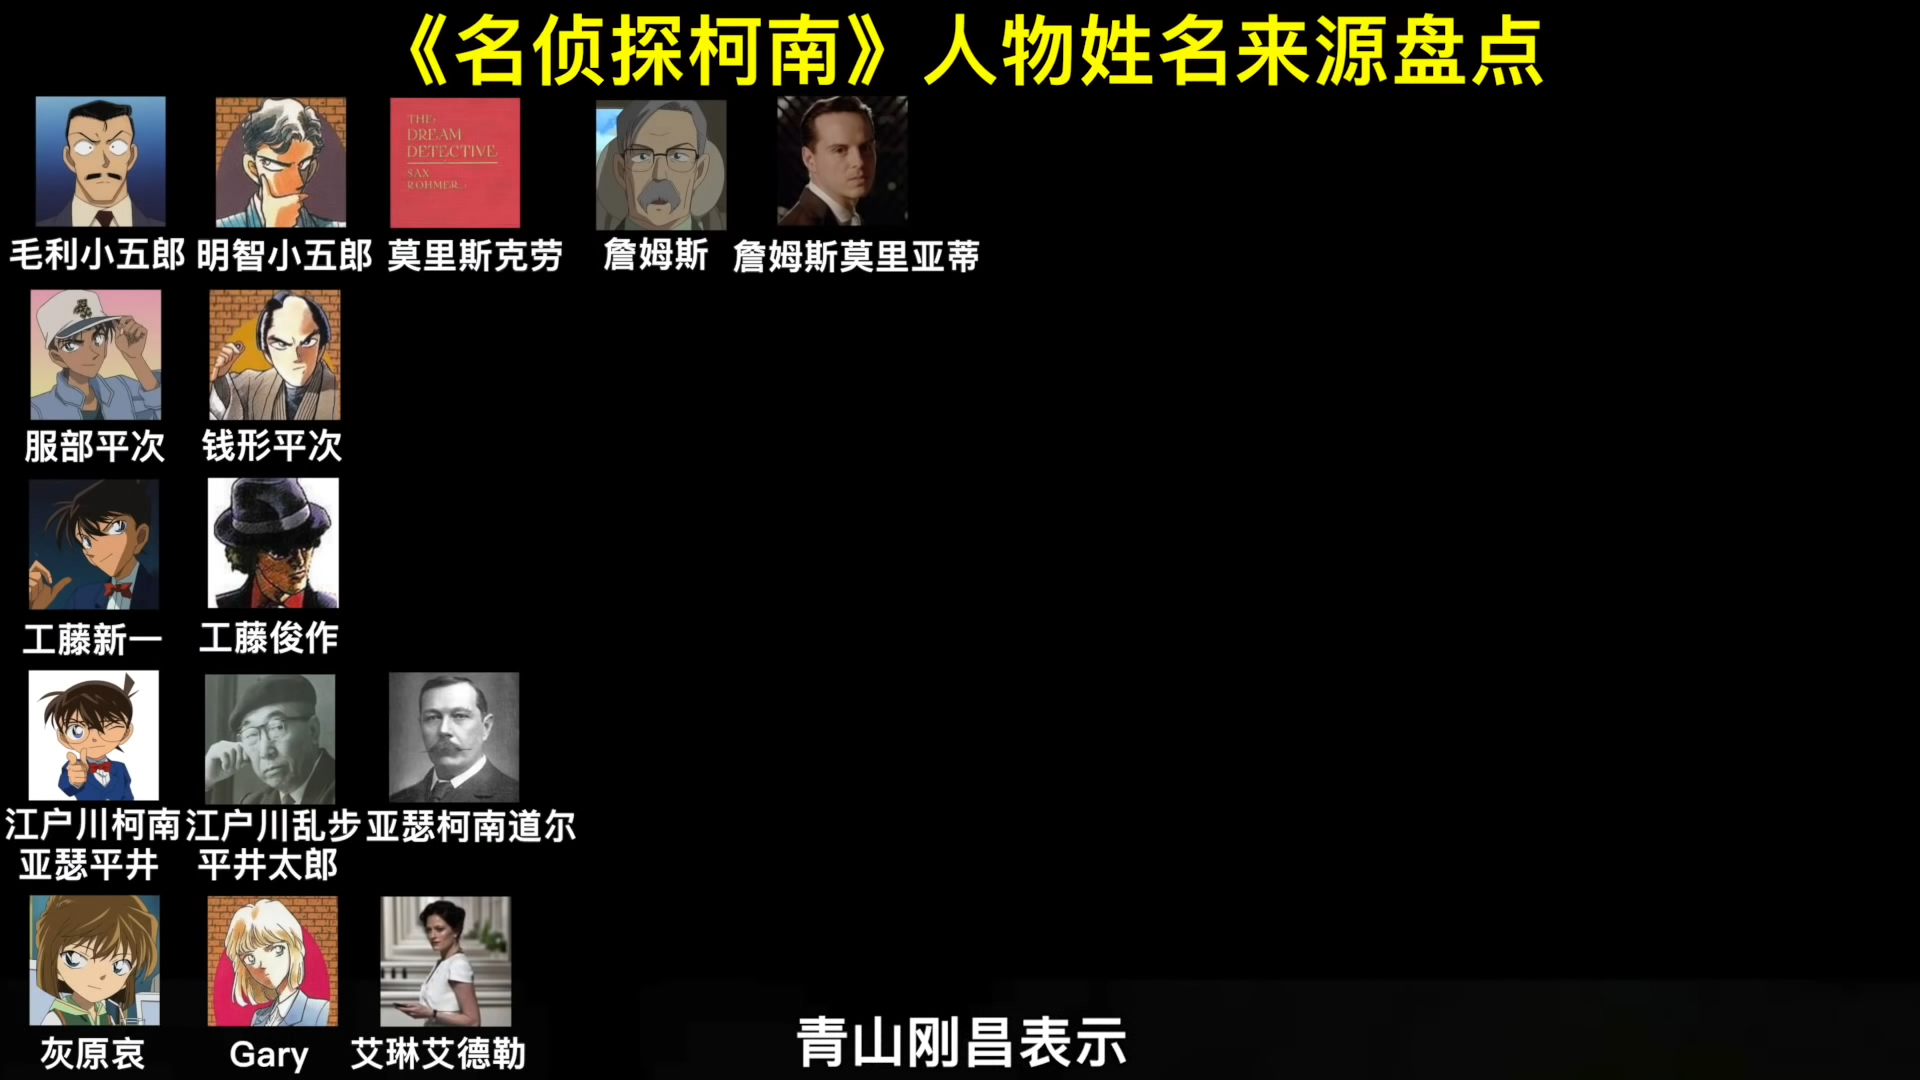 《名侦探柯南》人物姓名来源盘点
THE
DREAM
DETECTIVE
SAX
ROHMER
毛利小五郎 明智小五郎 莫里斯克劳 詹姆斯 詹姆斯莫里亚蒂
服部平次 钱形平次
工藤新一 工藤俊作
江户川柯南 江户川乱步 亚瑟柯南道尔
亚瑟平井 平井太郎
灰原哀 Gary 艾琳艾德勒
青山刚昌表示